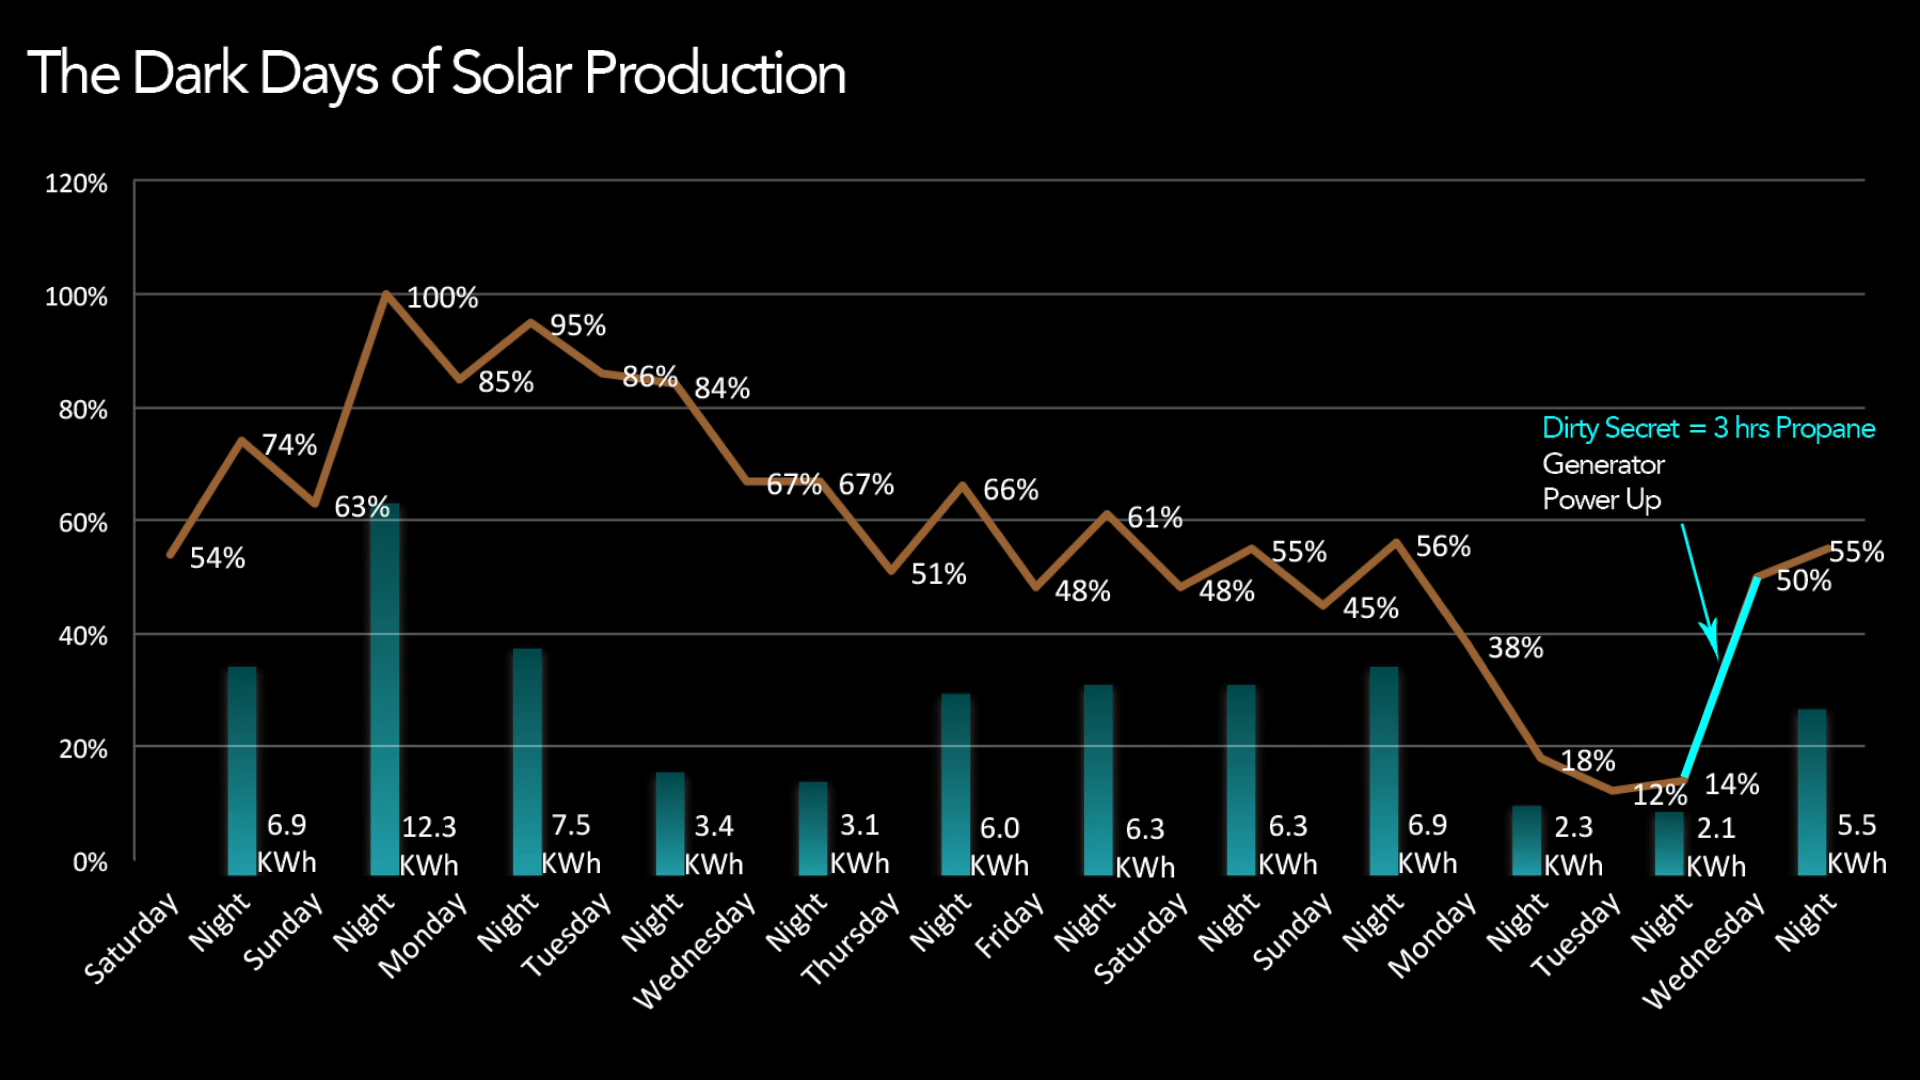 The Dark Days of Solar Production
120%
100%
80%
60%
40%
20%
0%
54%
74%
63%
100%
85%
95%
86%
84%
67%
67%
51%
66%
48%
61%
48%
55%
45%
56%
38%
18%
12%
14%
50%
55%
Dirty Secret = 3 hrs Propane
Generator
Power Up
6.9
KWh
12.3
KWh
7.5
KWh
3.4
KWh
3.1
KWh
6.0
KWh
6.3
KWh
6.3
KWh
6.9
KWh
2.3
KWh
2.1
KWh
5.5
KWh
Saturday
Night
Sunday
Night
Monday
Night
Tuesday
Night
Wednesday
Night
Thursday
Night
Friday
Night
Saturday
Night
Sunday
Night
Monday
Night
Tuesday
Night
Wednesday
Night